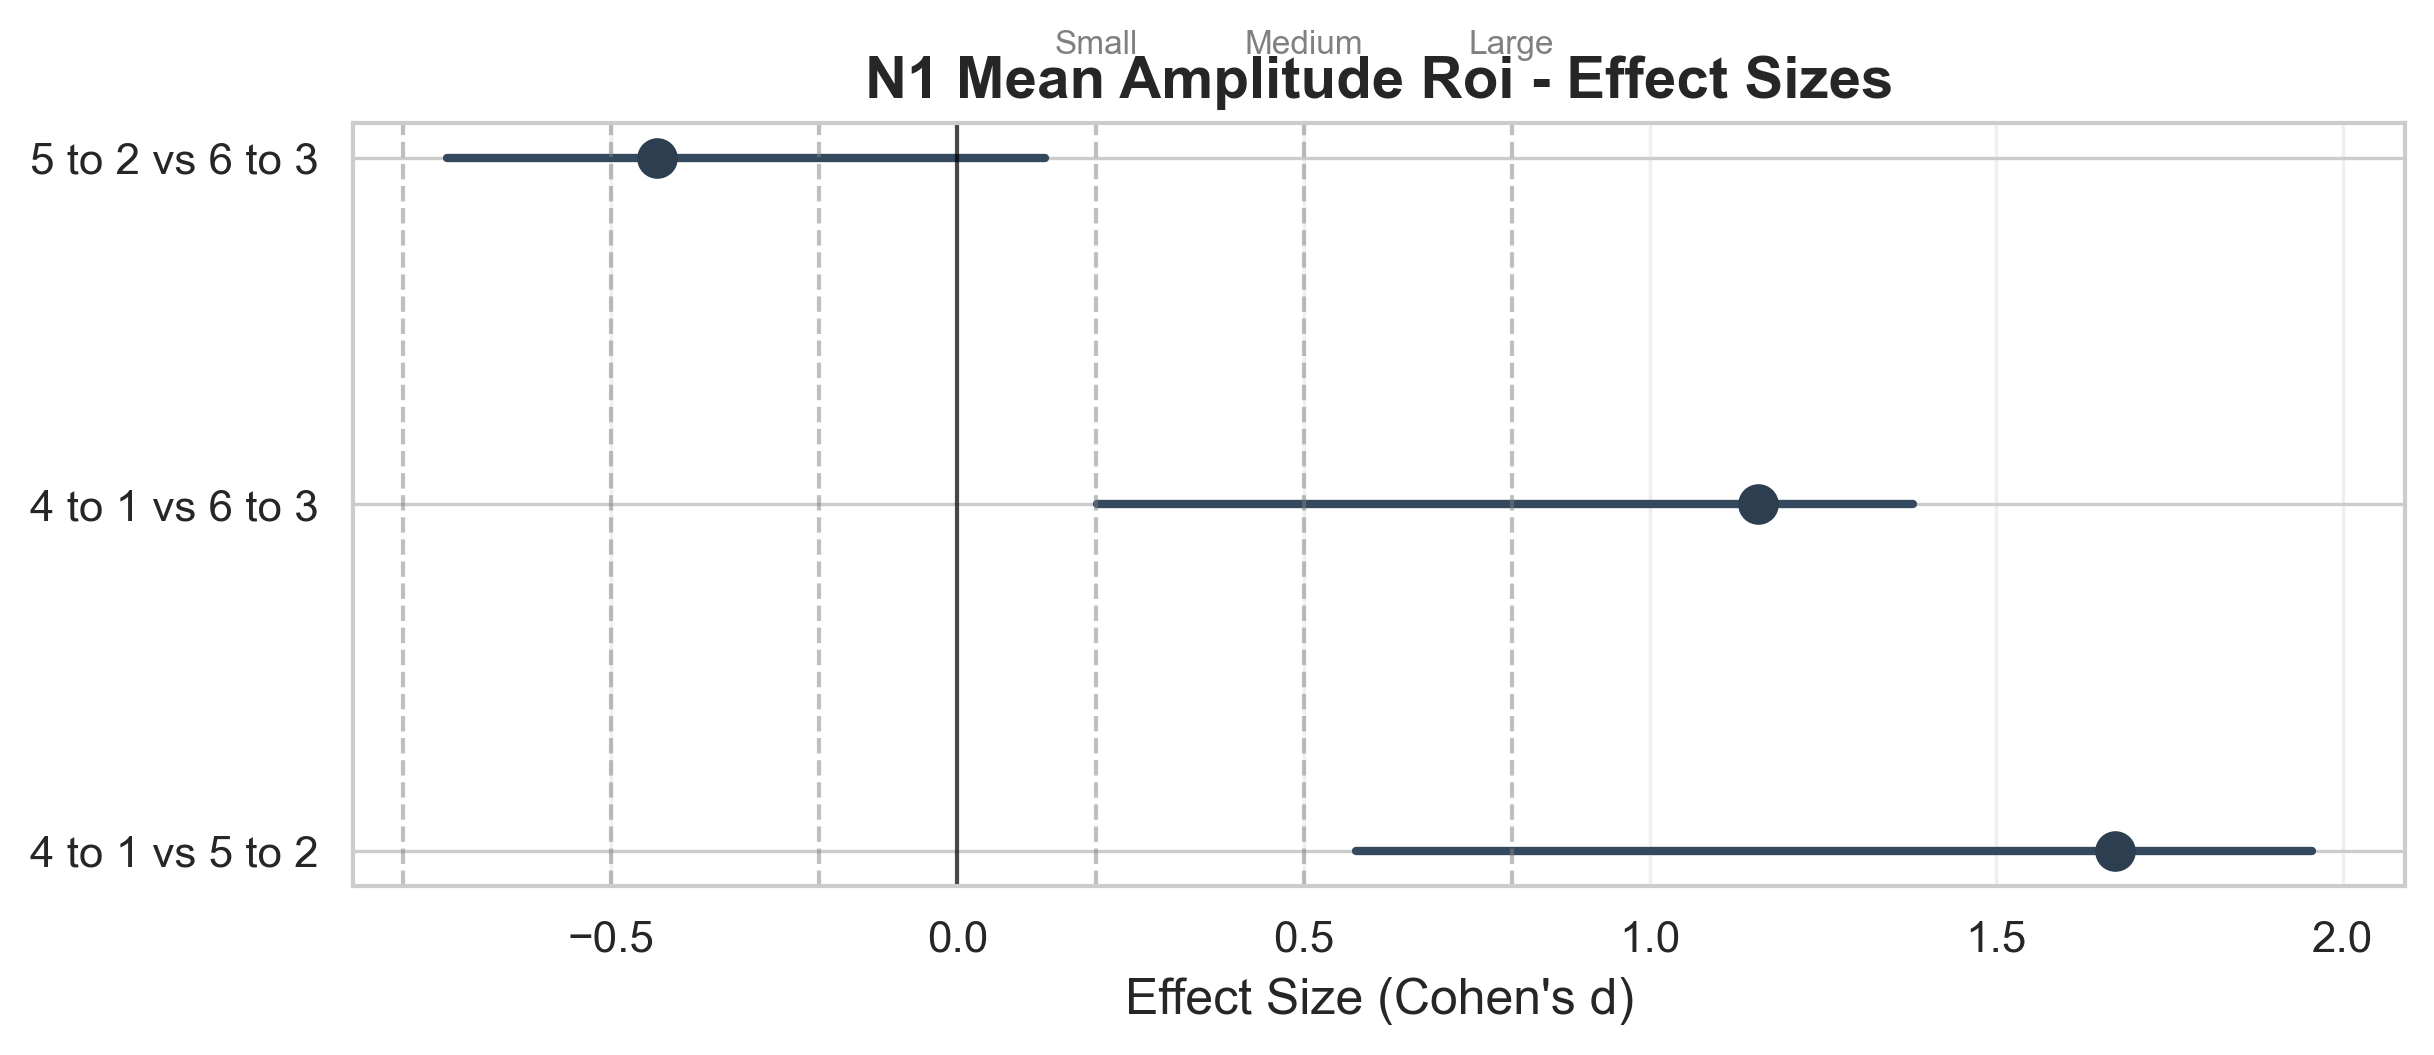 Small Medium Large
N1 Mean Amplitude Roi - Effect Sizes
5 to 2 vs 6 to 3
4 to 1 vs 6 to 3
4 to 1 vs 5 to 2
−0.5 0.0 0.5 1.0 1.5 2.0
Effect Size (Cohen's d)